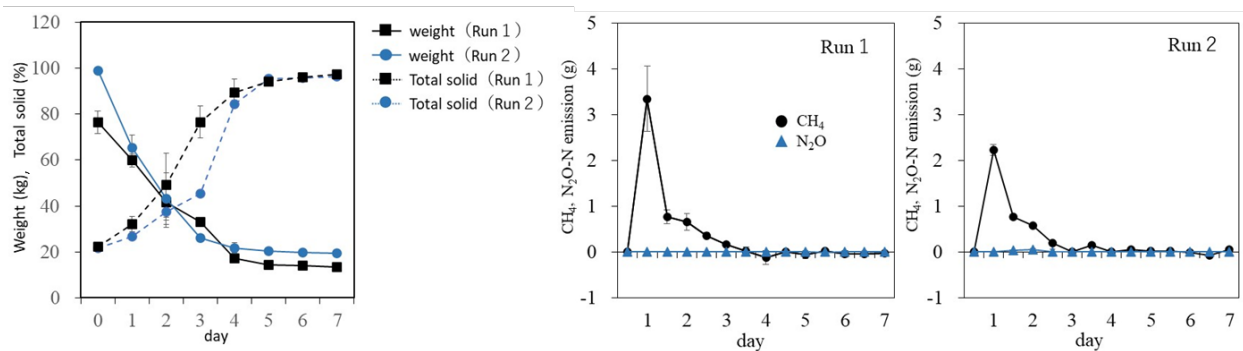 120
100
80
60
40
20
0
Weight (kg), Total solid (%)
0 1 2 3 4 5 6 7
day
weight（Run 1）
weight（Run 2）
Total solid（Run 1）
Total solid（Run 2）
5
4
3
2
1
0
-1
CH4, N2O-N emission (g)
Run 1
CH4
N2O
1 2 3 4 5 6 7
day
5
4
3
2
1
0
-1
CH4, N2O-N emission (g)
Run 2
1 2 3 4 5 6 7
day